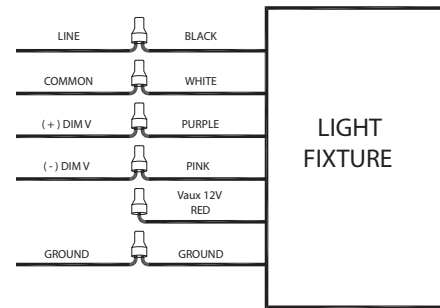 LINE BLACK
COMMON WHITE
( + ) DIM V PURPLE
( - ) DIM V PINK
Vaux 12V
RED
GROUND GROUND
LIGHT
FIXTURE